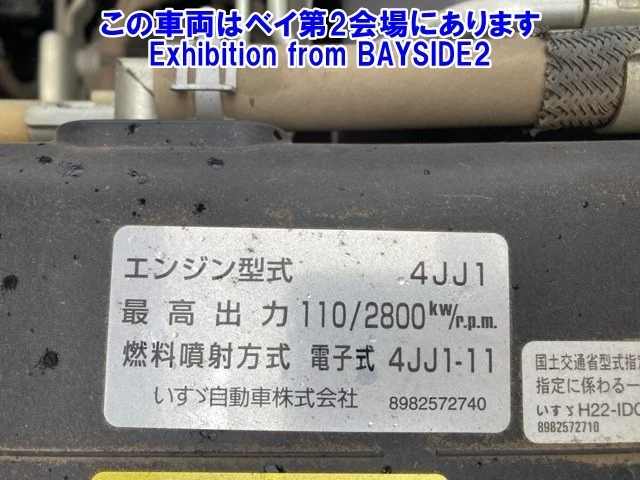 この車両はベイ第2会場にあります
Exhibition from BAYSIDE2
エンジン型式 4JJ1
最高出力 110/2800kw/r.p.m.
燃料噴射方式 電子式 4JJ1-11
いすゞ自動車株式会社 8982572740
国土交通省型式指
指定に係わる一
いすゞH22-IDC
8982572710